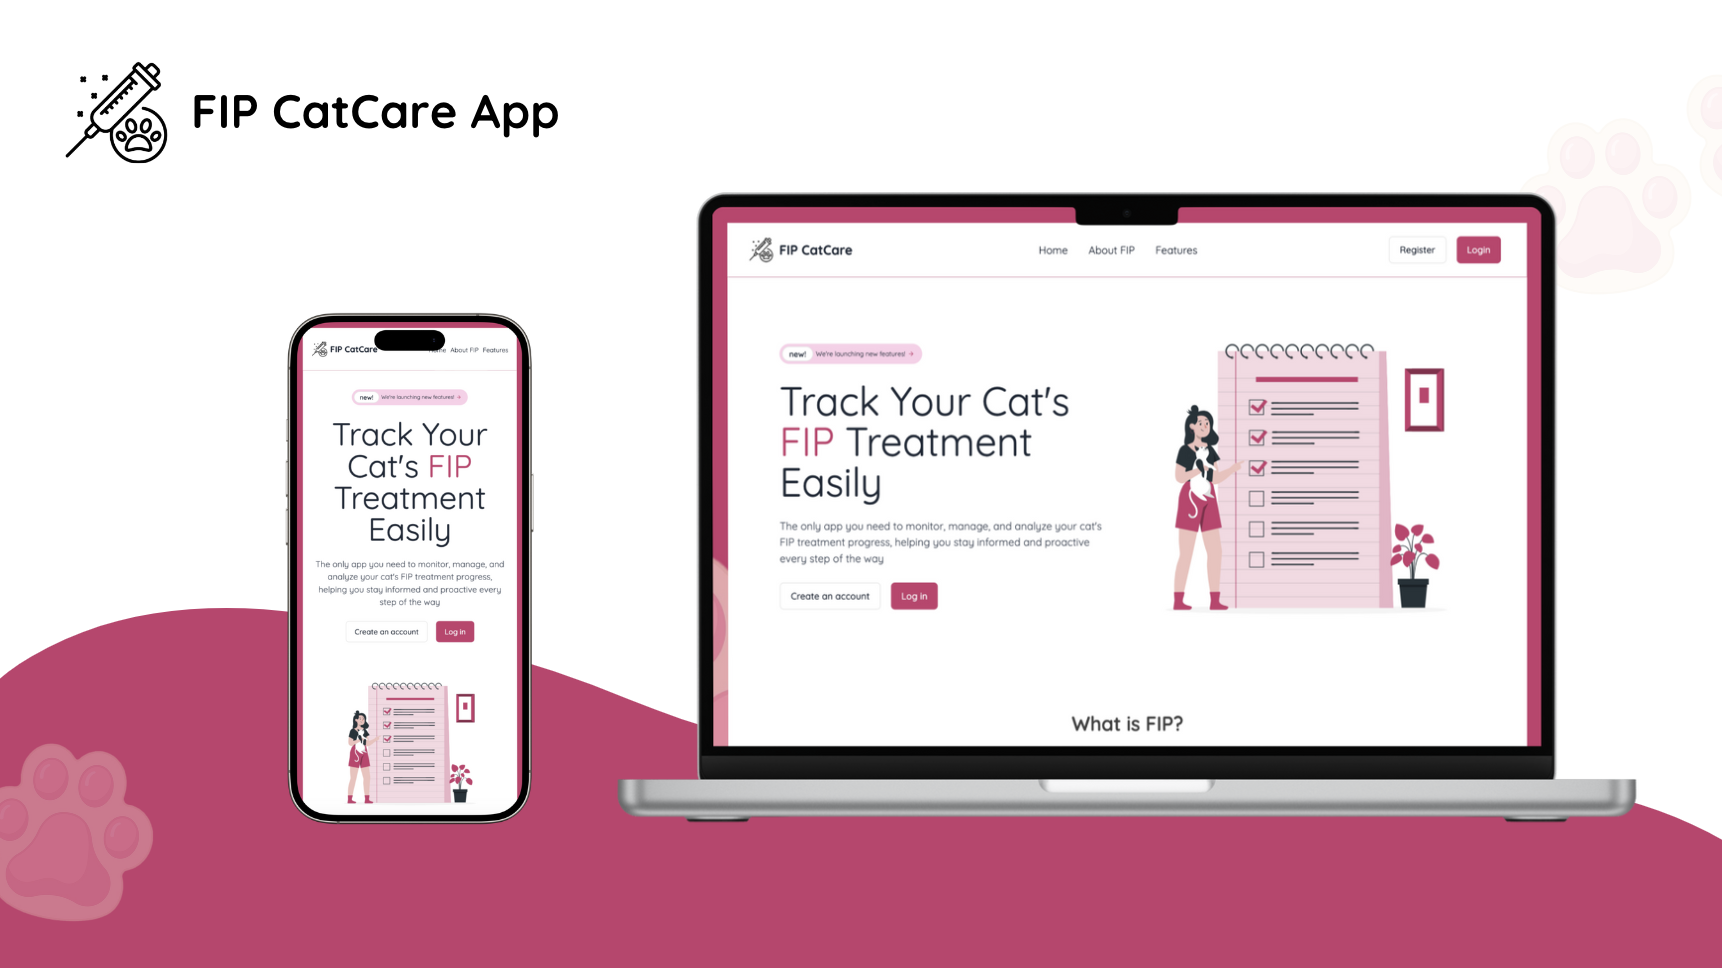 FIP CatCare App
FIP CatCare
About FIP
Features
new! We're launching new features!
Track Your
Cat's FIP
Treatment
Easily
The only app you need to monitor, manage, and
analyze your cat's FIP treatment progress,
helping you stay informed and proactive every
step of the way
Create an account
Log in
FIP CatCare
Home
About FIP
Features
Register
Login
new! We're launching new features!
Track Your Cat's
FIP Treatment
Easily
The only app you need to monitor, manage, and analyze your cat's
FIP treatment progress, helping you stay informed and proactive
every step of the way
Create an account
Log in
What is FIP?